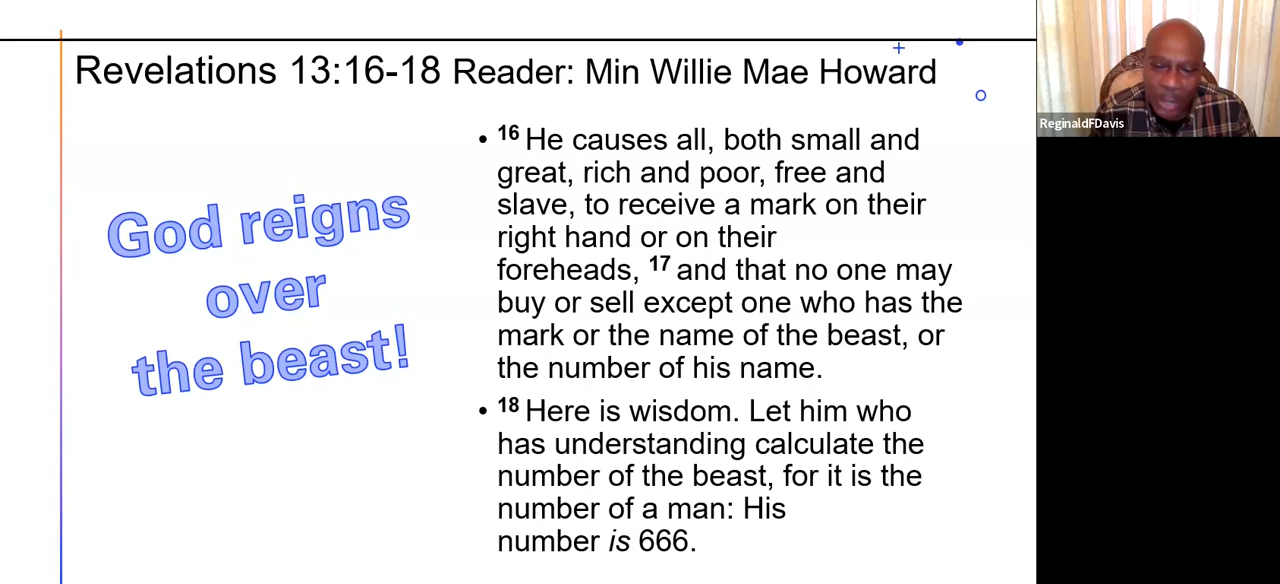 Revelations 13:16-18 Reader: Min Willie Mae Howard
ReginaldFDavis
God reigns
over
the beast!
• 16 He causes all, both small and
great, rich and poor, free and
slave, to receive a mark on their
right hand or on their
foreheads, 17 and that no one may
buy or sell except one who has the
mark or the name of the beast, or
the number of his name.
• 18 Here is wisdom. Let him who
has understanding calculate the
number of the beast, for it is the
number of a man: His
number is 666.